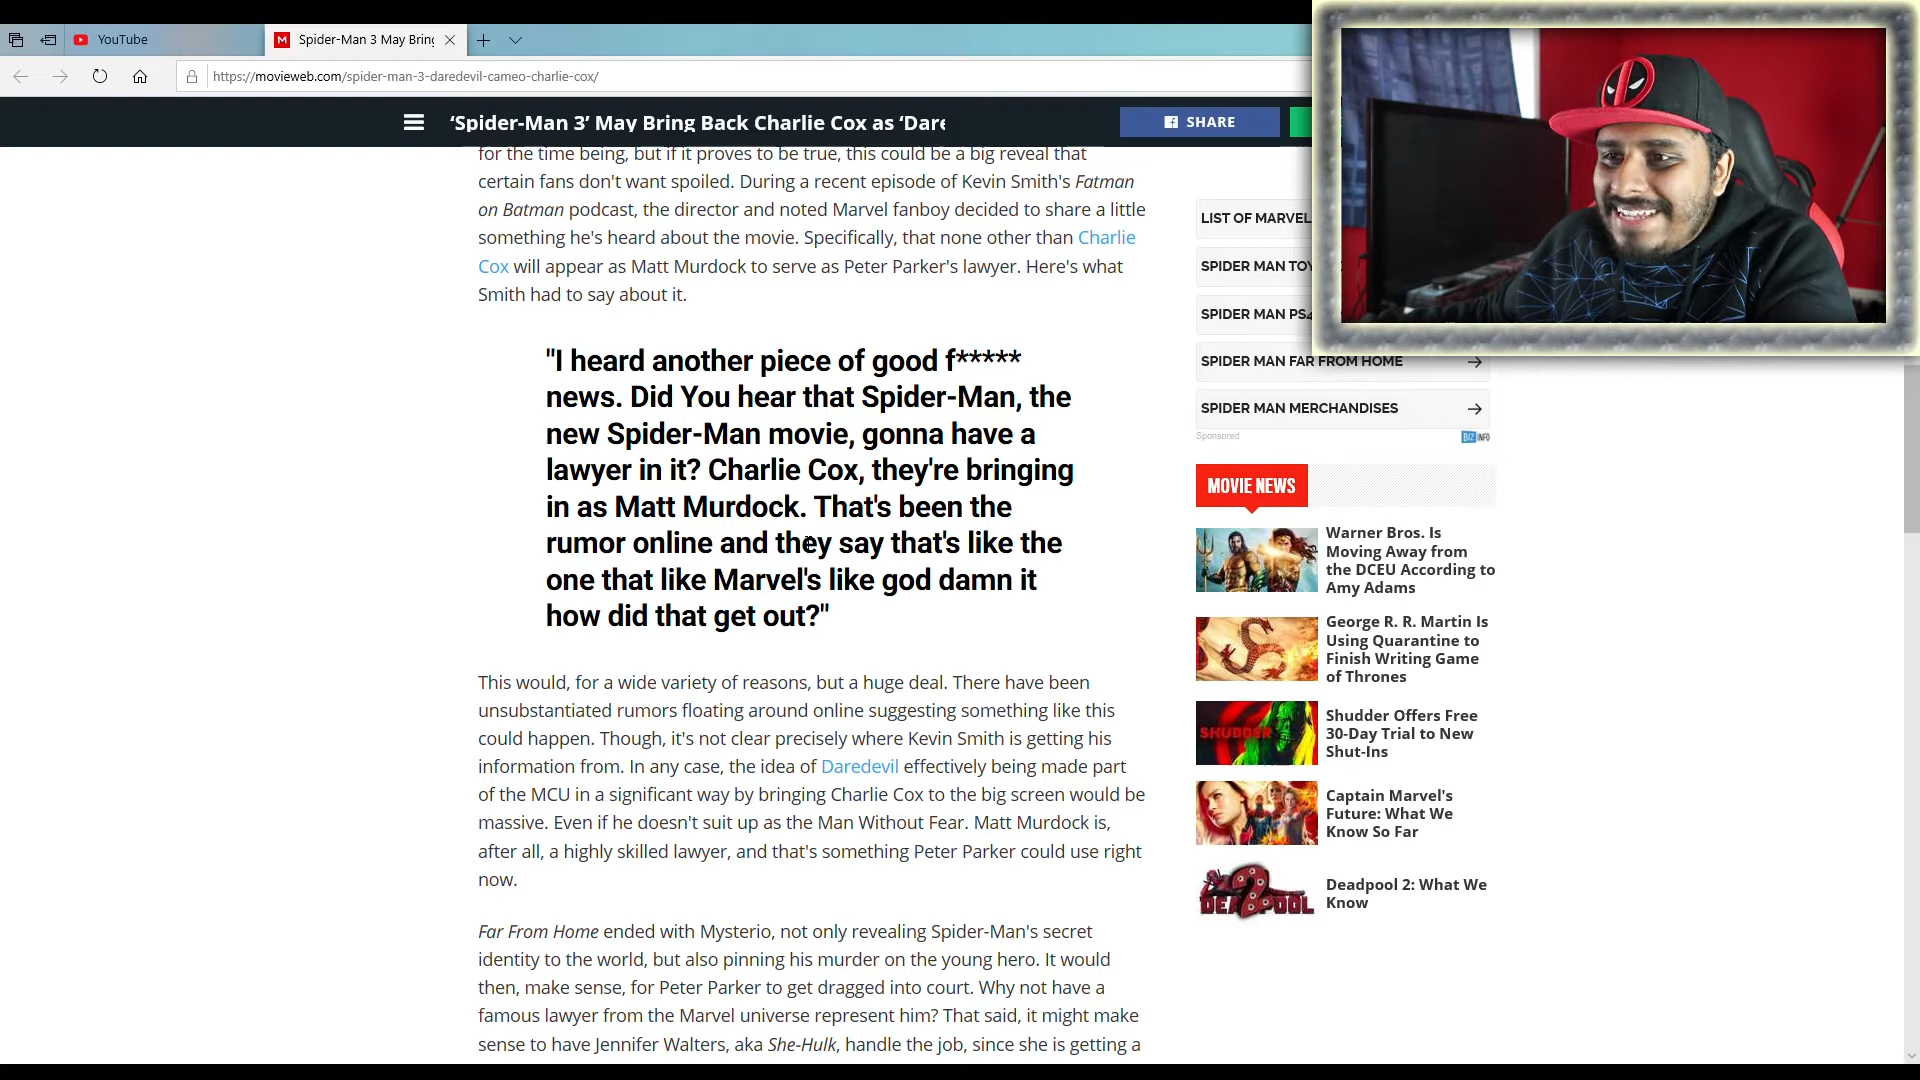 YouTube
Spider-Man 3 May Bring
https://movieweb.com/spider-man-3-daredevil-cameo-charlie-cox/
‘Spider-Man 3’ May Bring Back Charlie Cox as ‘Dare
SHARE
for the time being, but if it proves to be true, this could be a big reveal that
certain fans don't want spoiled. During a recent episode of Kevin Smith's Fatman
on Batman podcast, the director and noted Marvel fanboy decided to share a little
something he's heard about the movie. Specifically, that none other than Charlie
Cox will appear as Matt Murdock to serve as Peter Parker's lawyer. Here's what
Smith had to say about it.
"I heard another piece of good f*****
news. Did You hear that Spider-Man, the
new Spider-Man movie, gonna have a
lawyer in it? Charlie Cox, they're bringing
in as Matt Murdock. That's been the
rumor online and they say that's like the
one that like Marvel's like god damn it
how did that get out?"
This would, for a wide variety of reasons, but a huge deal. There have been
unsubstantiated rumors floating around online suggesting something like this
could happen. Though, it's not clear precisely where Kevin Smith is getting his
information from. In any case, the idea of Daredevil effectively being made part
of the MCU in a significant way by bringing Charlie Cox to the big screen would be
massive. Even if he doesn't suit up as the Man Without Fear. Matt Murdock is,
after all, a highly skilled lawyer, and that's something Peter Parker could use right
now.
Far From Home ended with Mysterio, not only revealing Spider-Man's secret
identity to the world, but also pinning his murder on the young hero. It would
then, make sense, for Peter Parker to get dragged into court. Why not have a
famous lawyer from the Marvel universe represent him? That said, it might make
sense to have Jennifer Walters, aka She-Hulk, handle the job, since she is getting a
LIST OF MARVEL
SPIDER MAN TOY
SPIDER MAN PS4
SPIDER MAN FAR FROM HOME
SPIDER MAN MERCHANDISES
Sponsored
BIZ INFO
MOVIE NEWS
Warner Bros. Is
Moving Away from
the DCEU According to
Amy Adams
George R. R. Martin Is
Using Quarantine to
Finish Writing Game
of Thrones
SHUDDER
Shudder Offers Free
30-Day Trial to New
Shut-Ins
Captain Marvel's
Future: What We
Know So Far
DEADPOOL
2
Deadpool 2: What We
Know